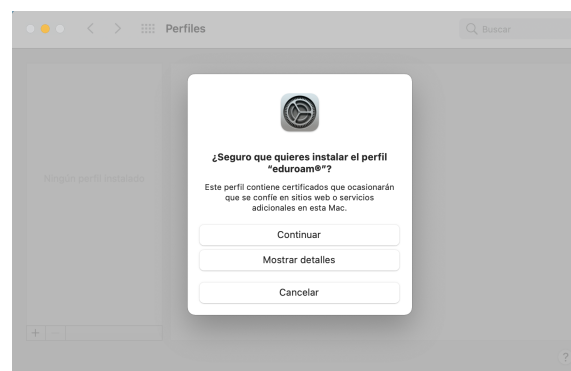 Perfiles
Buscar
Ningún perfil instalado
¿Seguro que quieres instalar el perfil
“eduroam®”?
Este perfil contiene certificados que ocasionarán
que se confíe en sitios web o servicios
adicionales en esta Mac.
Continuar
Mostrar detalles
Cancelar
+
?